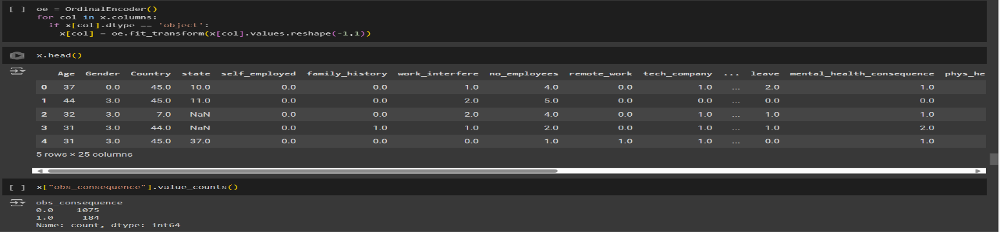 [ ] oe = OrdinalEncoder()
for col in x.columns:
if x[col].dtype == 'object':
x[col] = oe.fit_transform(x[col].values.reshape(-1,1))
x.head()
Age Gender Country state self_employed family_history work_interfere no_employees remote_work tech_company ... leave mental_health_consequence phys_he
0 37 0.0 45.0 10.0 0.0 0.0 1.0 4.0 0.0 1.0 ... 2.0 1.0
1 44 3.0 45.0 11.0 0.0 0.0 2.0 5.0 0.0 0.0 ... 0.0 0.0
2 32 3.0 7.0 NaN 0.0 0.0 2.0 4.0 0.0 1.0 ... 1.0 1.0
3 31 3.0 44.0 NaN 0.0 1.0 1.0 2.0 0.0 1.0 ... 1.0 2.0
4 31 3.0 45.0 37.0 0.0 0.0 0.0 1.0 1.0 1.0 ... 0.0 1.0
5 rows × 25 columns
[ ] x["obs_consequence"].value_counts()
obs_consequence
0.0 1075
1.0 184
Name: count, dtype: int64